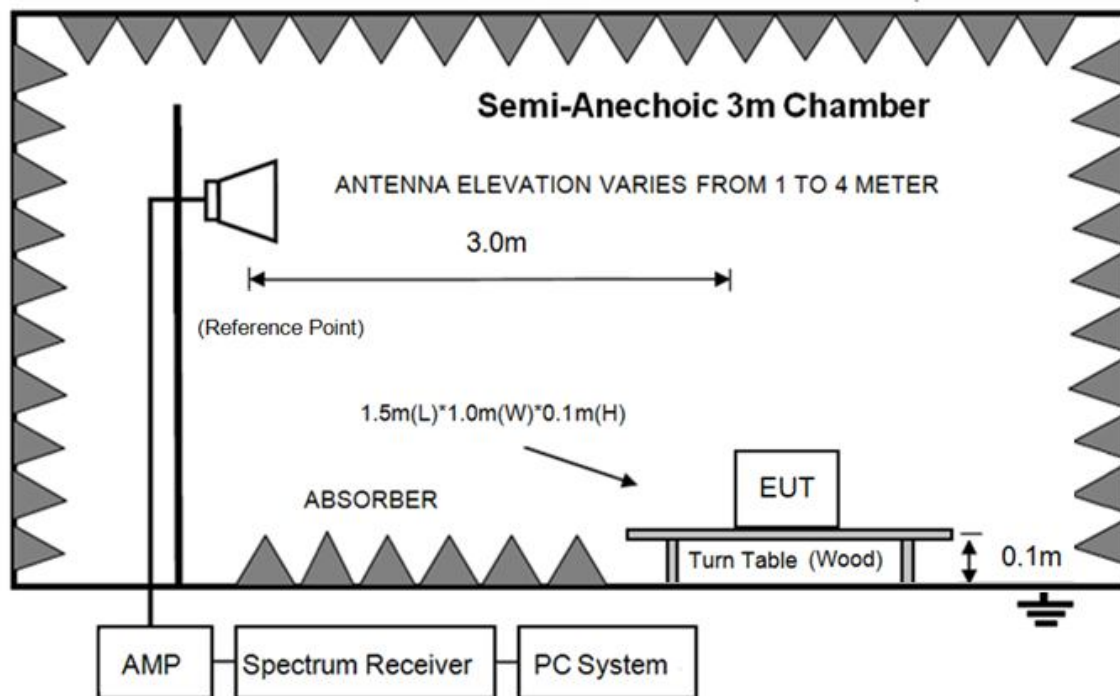 Semi-Anechoic 3m Chamber
ANTENNA ELEVATION VARIES FROM 1 TO 4 METER
3.0m
(Reference Point)
1.5m(L)*1.0m(W)*0.1m(H)
EUT
ABSORBER
Turn Table (Wood)
0.1m
AMP
Spectrum Receiver
PC System